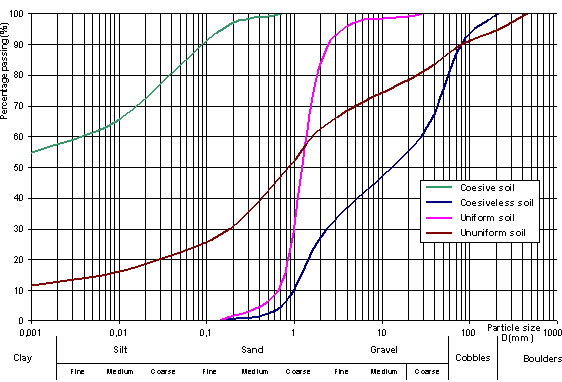 Percentage passing (%)
100
90
80
70
60
50
40
30
20
10
0
Coesive soil
Coesiveless soil
Uniform soil
Ununiform soil
0,001
0,01
0,1
1
10
100
1000
Particle size
D(mm)
Clay
Silt
Sand
Gravel
Cobbles
Boulders
Fine
Medium
Coarse
Fine
Medium
Coarse
Fine
Medium
Coarse